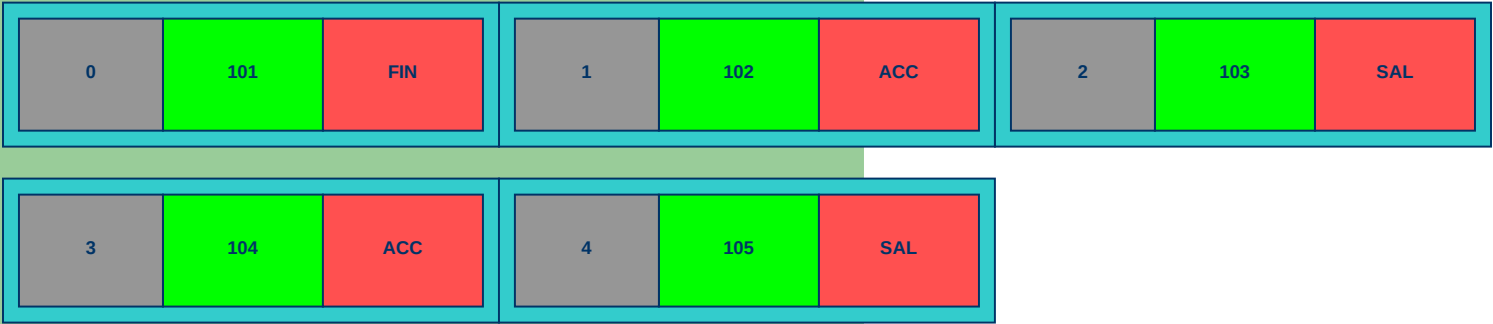 0 101 FIN 1 102 ACC 2 103 SAL
3 104 ACC 4 105 SAL